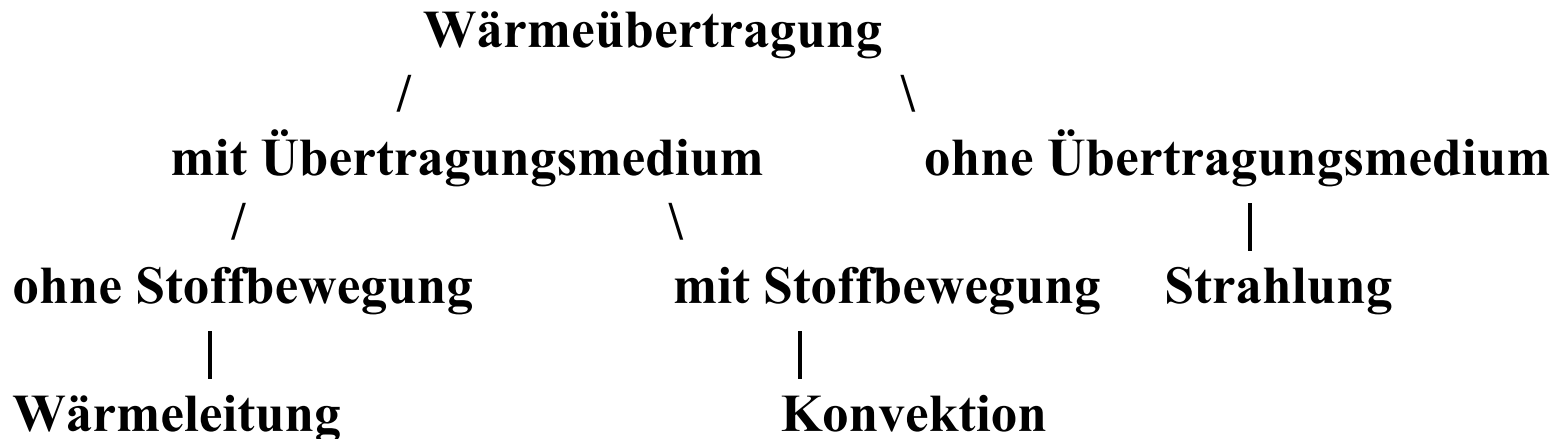 Wärmeübertragung
/ \
mit Übertragungsmedium ohne Übertragungsmedium
/ \ |
ohne Stoffbewegung mit Stoffbewegung Strahlung
| |
Wärmeleitung Konvektion